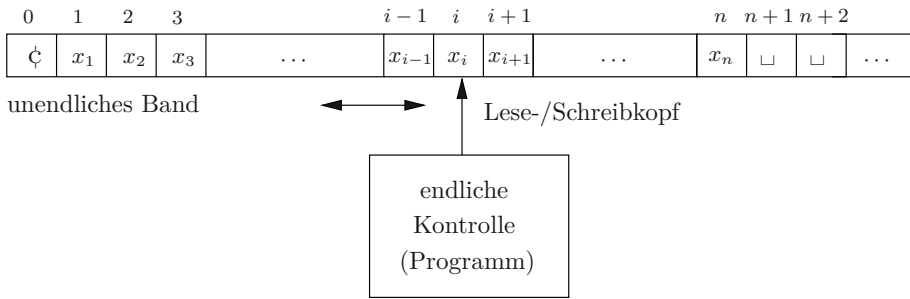 0 1 2 3 i − 1 i i + 1 n n + 1 n + 2
¢ x₁ x₂ x₃ … xᵢ₋₁ xᵢ xᵢ₊₁ … xₙ ␣ ␣ …
unendliches Band
Lese-/Schreibkopf
endliche
Kontrolle
(Programm)